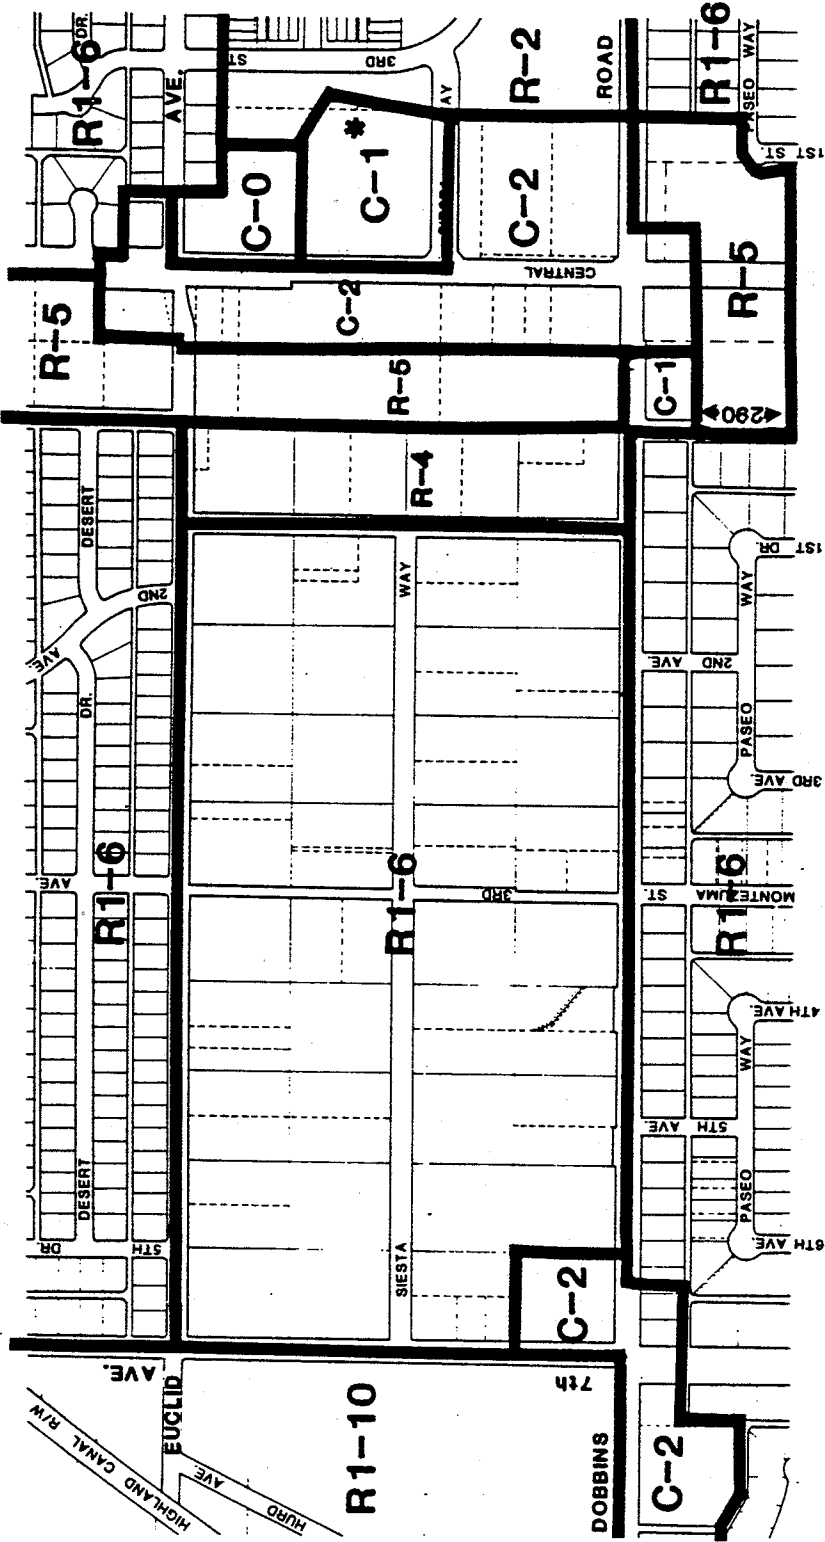 R1-6
DR.
AVE.
ST
3RD
R-2
ROAD
R1-6
PASEO WAY
1ST ST.
C-0
C-1
*
AY
C-2
CENTRAL
R-5
R-5
C-2
R-5
C-1
290
R-4
DESERT
2ND
AVE.
DR.
WAY
1ST DR.
WAY
2ND AVE.
PASEO
3RD AVE
AVE
R1-6
R1-6
3RD
ST
MONTEZUMA
R1-6
4TH AVE
WAY
5TH AVE.
PASEO
6TH AVE
DESERT
DR.
5TH
SIESTA
C-2
AVE.
7th
EUCLID
R1-10
HIGHLAND CANAL R/W
HURD AVE.
DOBBINS
C-2